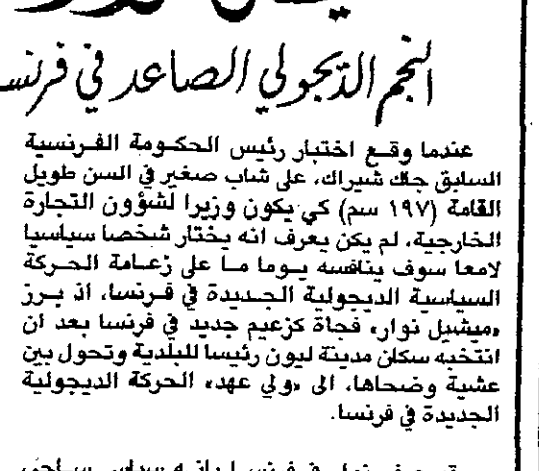 النجم الديجولي الصاعد في فرنسا
عندما وقع اختيار رئيس الحكومة الفرنسية
السابق جاك شيراك، على شاب صغير في السن طويل
القامة (١٩٧ سم) كي يكون وزيرا لشؤون التجارة
الخارجية، لم يكن يعرف انه يختار شخصا سياسيا
لامعا سوف ينافسه يوما ما على زعامة الحركة
السياسية الديجولية الجديدة في فرنسا، اذ برز
«ميشيل نوار» فجأة كزعيم جديد في فرنسا بعد ان
انتخبه سكان مدينة ليون رئيسا للبلدية وتحول بين
عشية وضحاها، الى «ولي عهد» الحركة الديجولية
الجديدة في فرنسا.